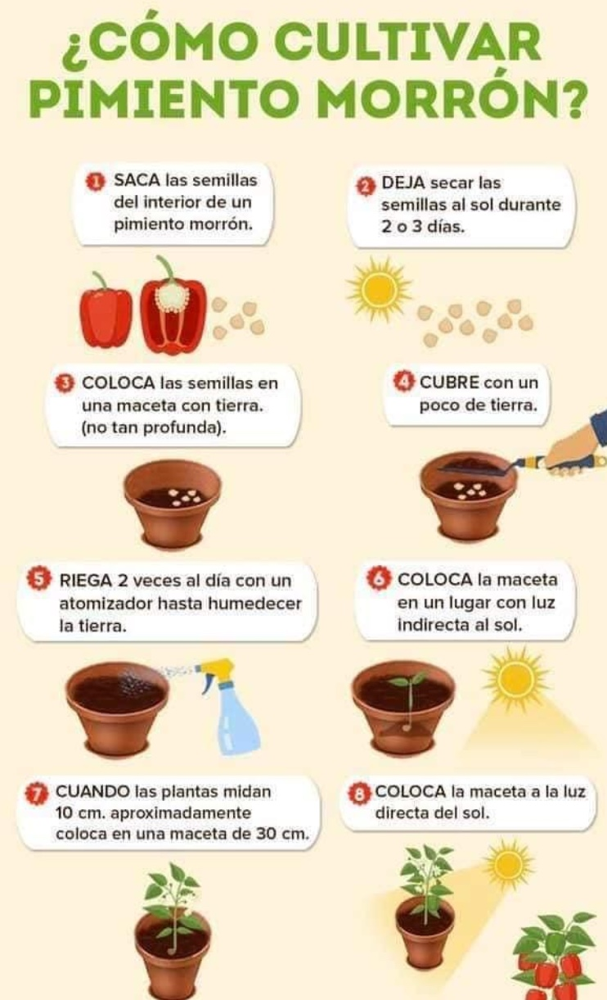 ¿CÓMO CULTIVAR
PIMIENTO MORRÓN?
1 SACA las semillas
del interior de un
pimiento morrón.
2 DEJA secar las
semillas al sol durante
2 o 3 días.
3 COLOCA las semillas en
una maceta con tierra.
(no tan profunda).
4 CUBRE con un
poco de tierra.
5 RIEGA 2 veces al día con un
atomizador hasta humedecer
la tierra.
6 COLOCA la maceta
en un lugar con luz
indirecta al sol.
7 CUANDO las plantas midan
10 cm. aproximadamente
coloca en una maceta de 30 cm.
8 COLOCA la maceta a la luz
directa del sol.